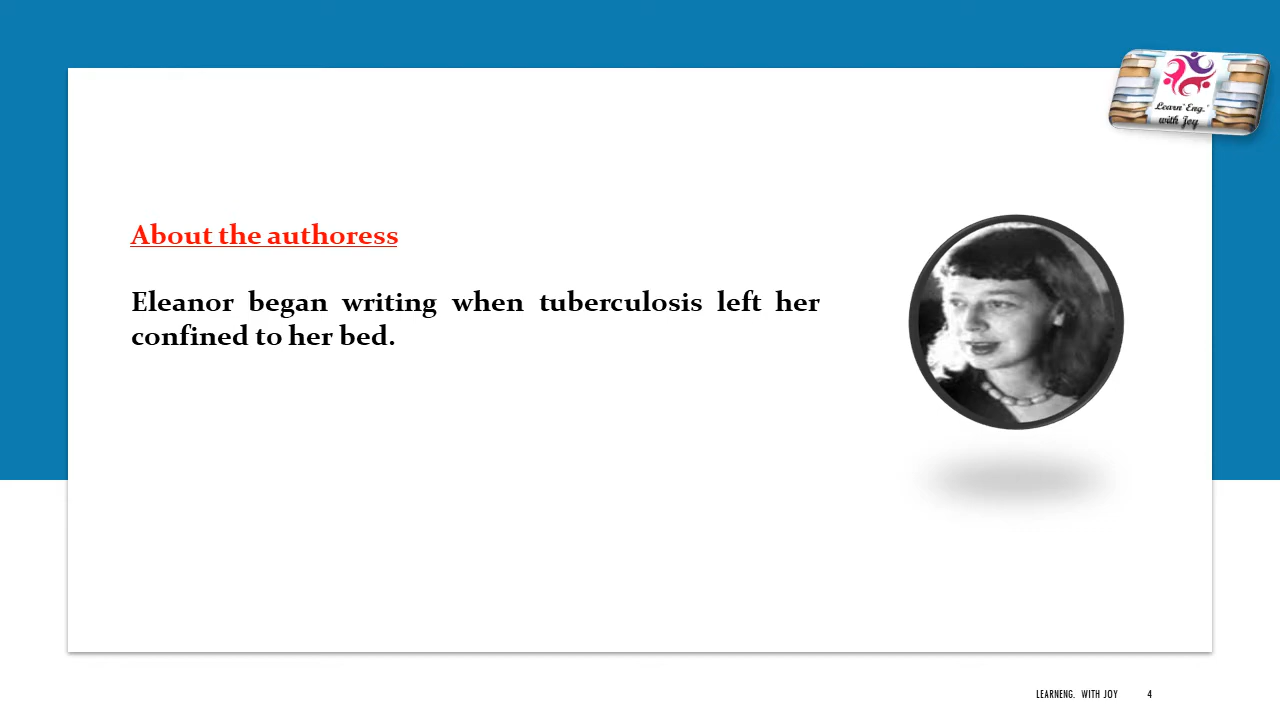 Learn' Eng.'
with Joy
About the authoress
Eleanor began writing when tuberculosis left her
confined to her bed.
LEARNENG. WITH JOY 4